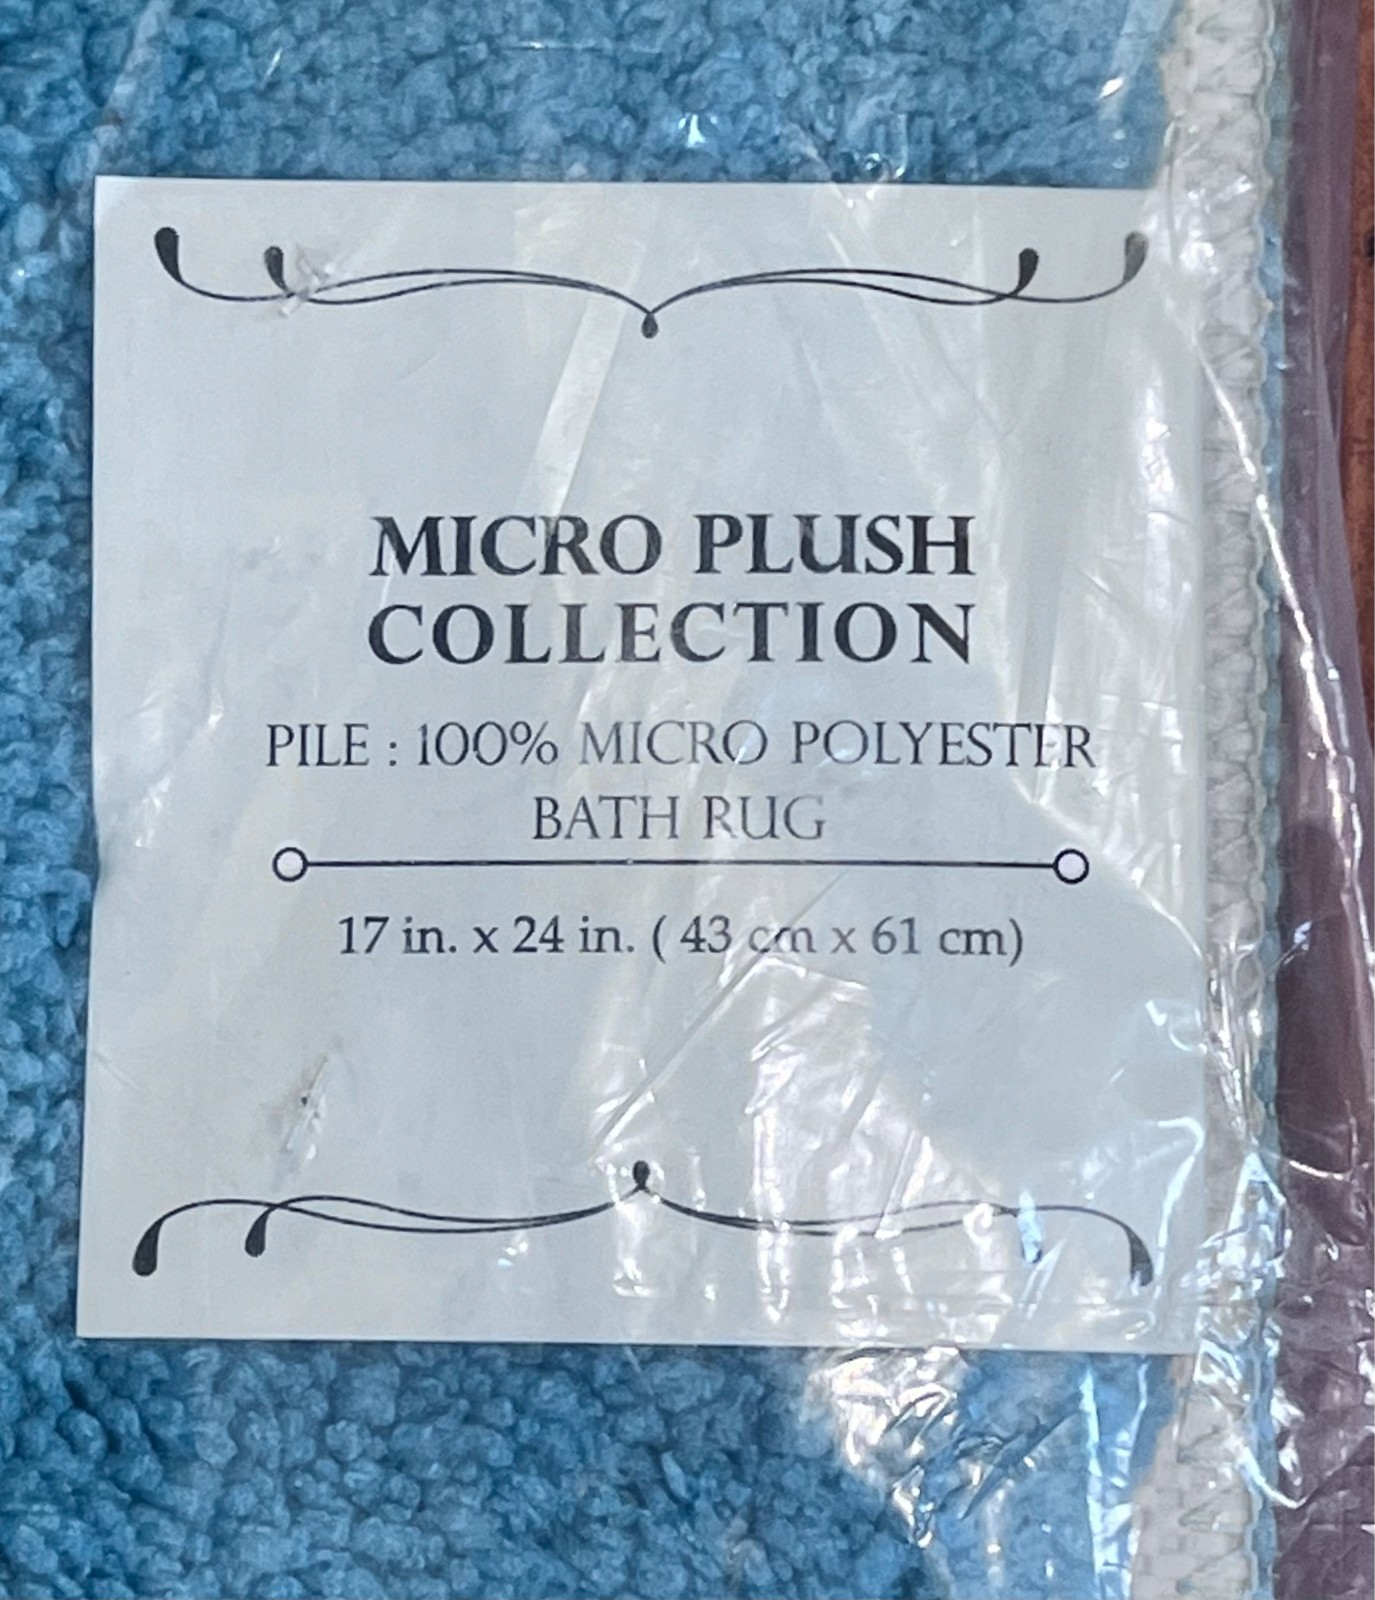 MICRO PLUSH
COLLECTION
PILE : 100% MICRO POLYESTER
BATH RUG
17 in. x 24 in. ( 43 cm x 61 cm)